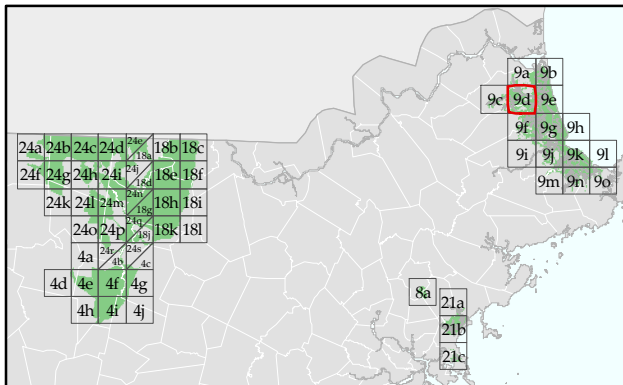 9a 9b
9c 9d 9e
9f 9g 9h
9i 9j 9k 9l
9m 9n 9o
24a 24b 24c 24d 24e 18a 18b 18c
24f 24g 24h 24i 24j 18d 18e 18f
24k 24l 24m 24n 18g 18h 18i
24o 24p 24q 18j 18k 18l
4a 24r 4b 24s 4c
4d 4e 4f 4g
4h 4i 4j
8a
21a
21b
21c